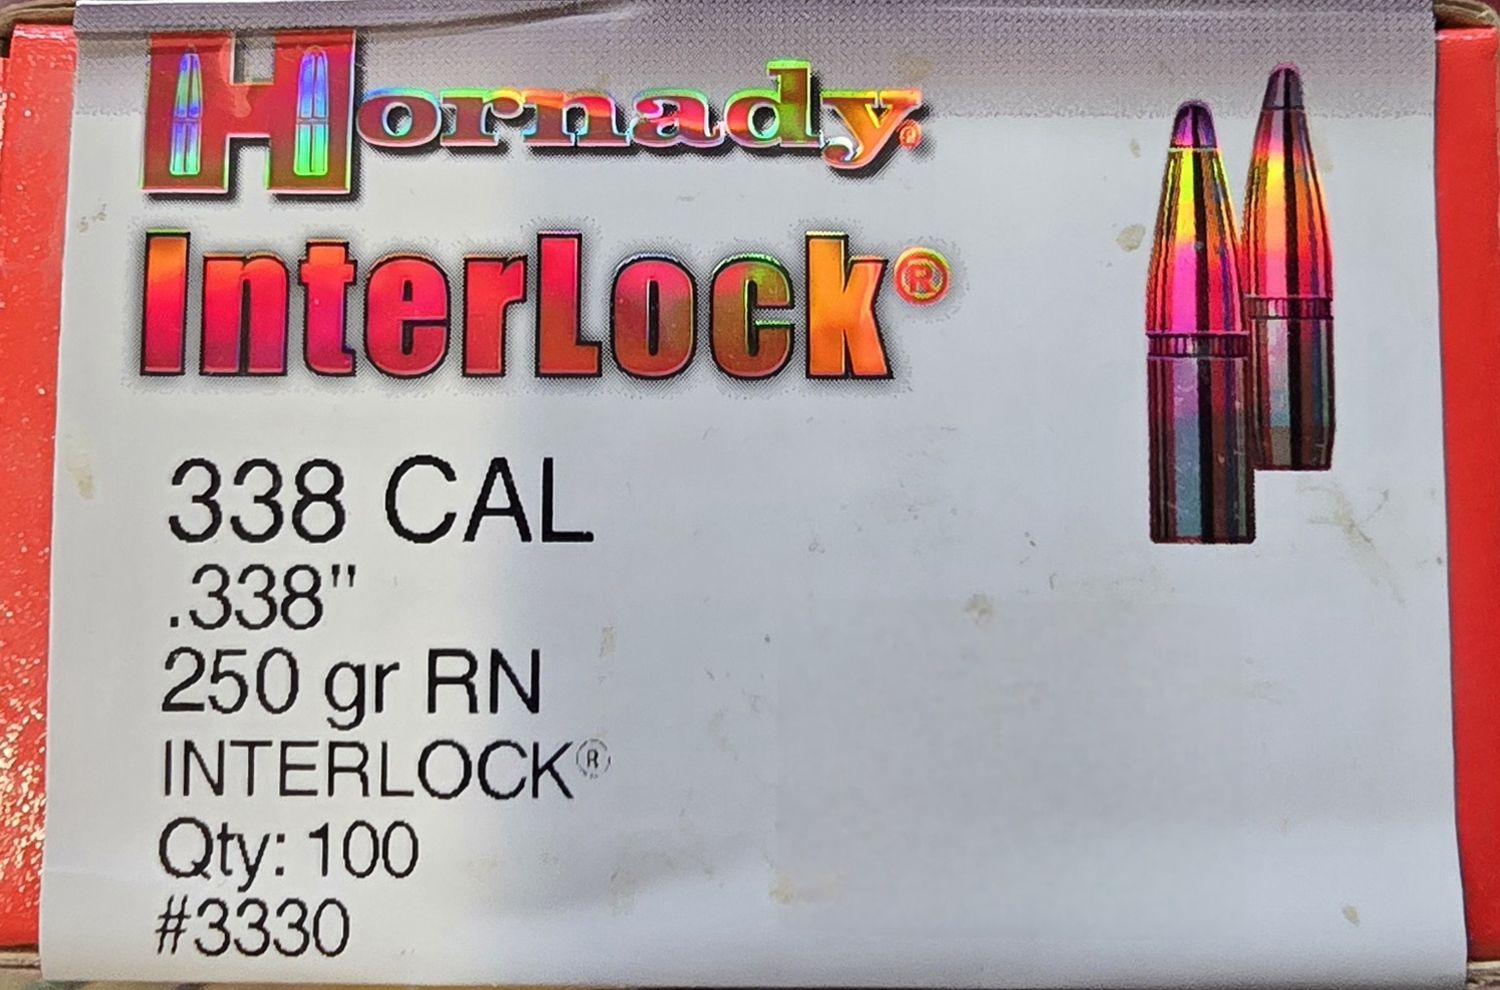 Hornady®
InterLock®
338 CAL
.338"
250 gr RN
INTERLOCK®
Qty: 100
#3330